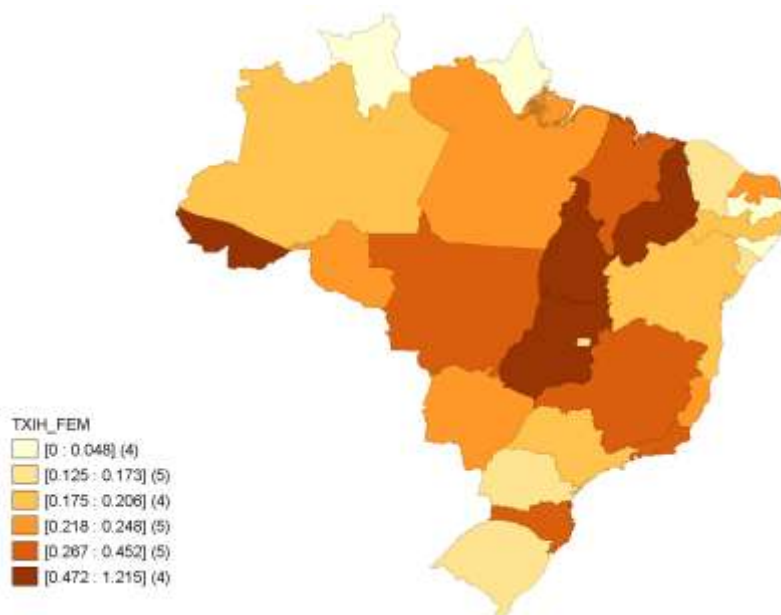 TXIH_FEM
[0 : 0.048] (4)
[0.125 : 0.173] (5)
[0.175 : 0.206] (4)
[0.218 : 0.248] (5)
[0.267 : 0.452] (5)
[0.472 : 1.215] (4)